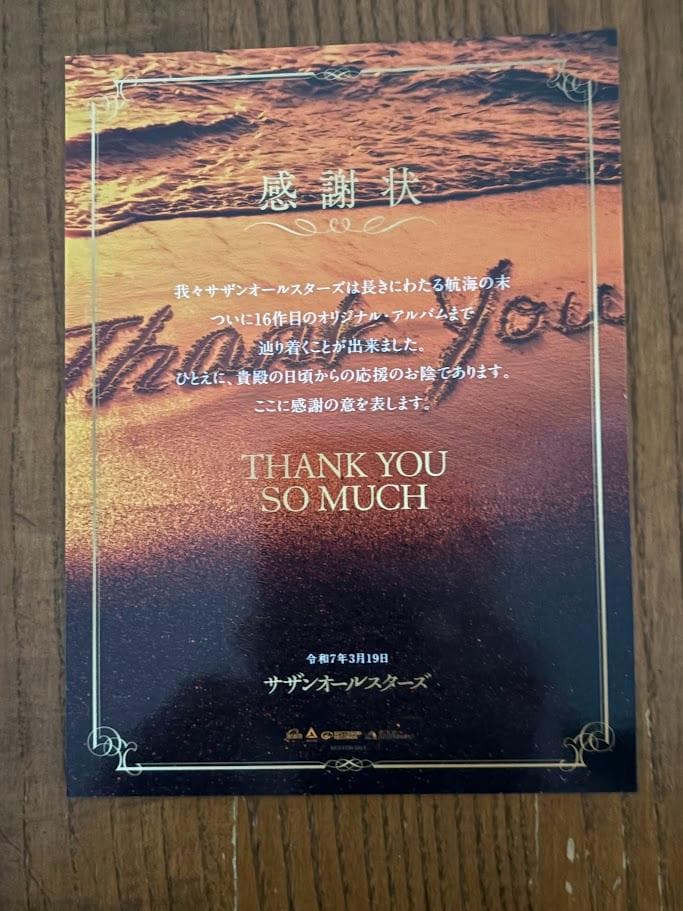 感謝状
我々サザンオールスターズは長きにわたる航海の末
Thank You
ついに16作目のオリジナル・アルバムまで
辿り着くことが出来ました。
ひとえに、貴殿の日頃からの応援のお陰であります。
ここに感謝の意を表します。
THANK YOU
SO MUCH
令和7年3月19日
サザンオールスターズ